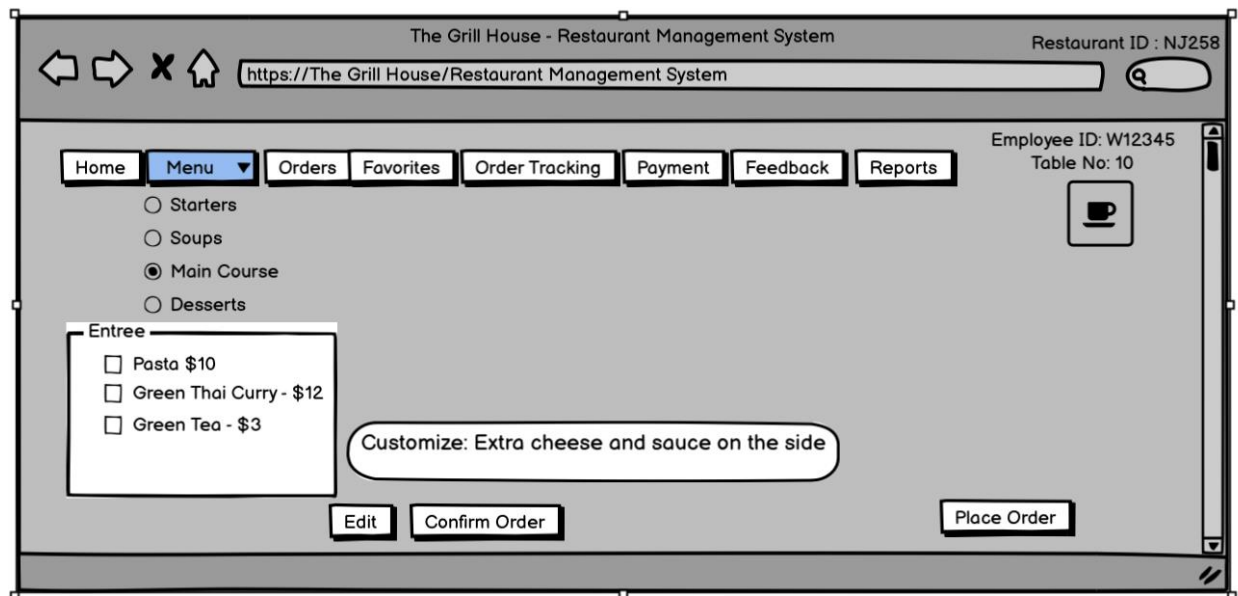 The Grill House - Restaurant Management System
Restaurant ID : NJ258
https://The Grill House/Restaurant Management System
Employee ID: W12345
Table No: 10
Home Menu Orders Favorites Order Tracking Payment Feedback Reports
Starters
Soups
Main Course
Desserts
Entree
Pasta $10
Green Thai Curry - $12
Green Tea - $3
Customize: Extra cheese and sauce on the side
Edit Confirm Order Place Order